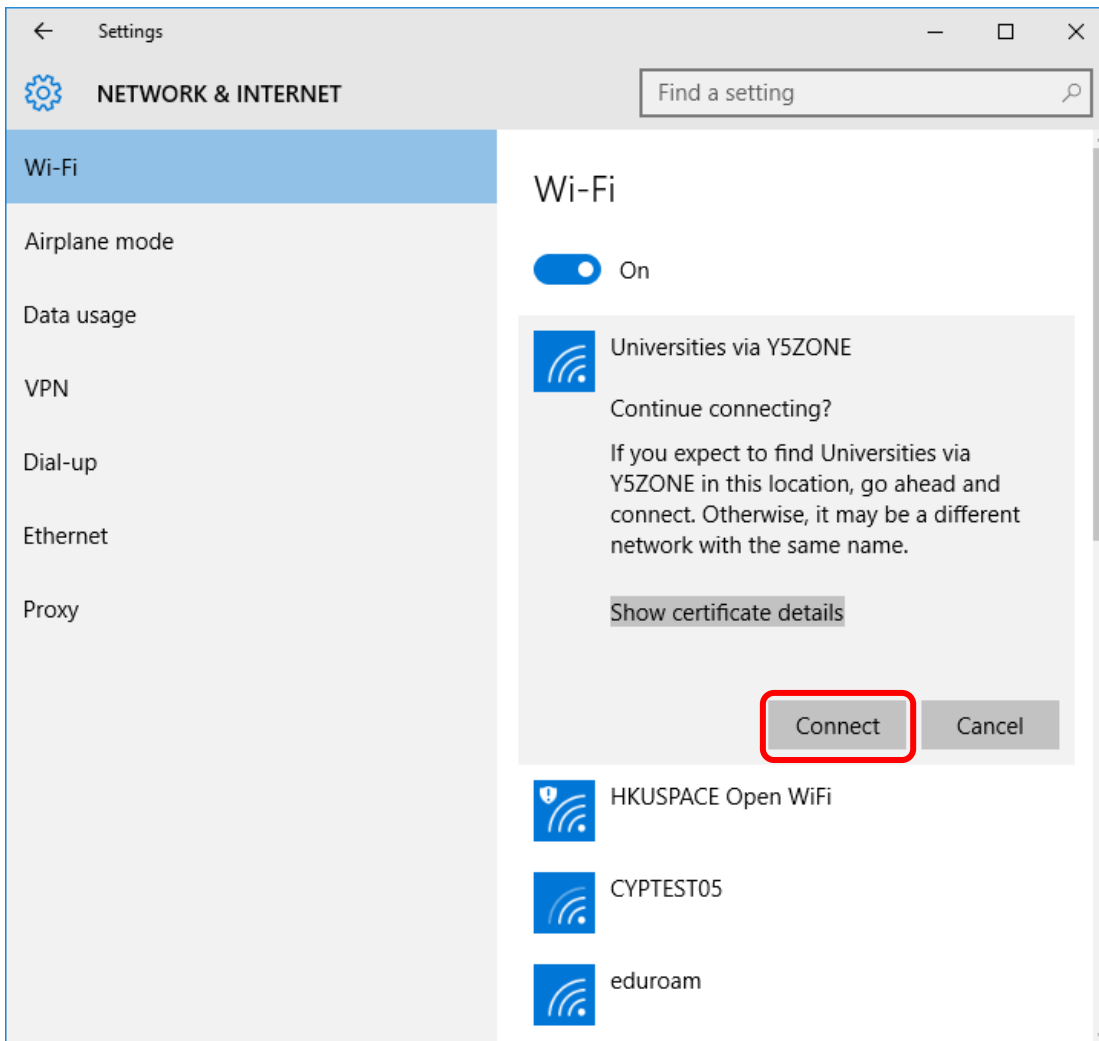 Settings
NETWORK & INTERNET
Find a setting
Wi-Fi
Airplane mode
Data usage
VPN
Dial-up
Ethernet
Proxy
Wi-Fi
On
Universities via Y5ZONE
Continue connecting?
If you expect to find Universities via
Y5ZONE in this location, go ahead and
connect. Otherwise, it may be a different
network with the same name.
Show certificate details
Connect Cancel
HKUSPACE Open WiFi
CYPTEST05
eduroam